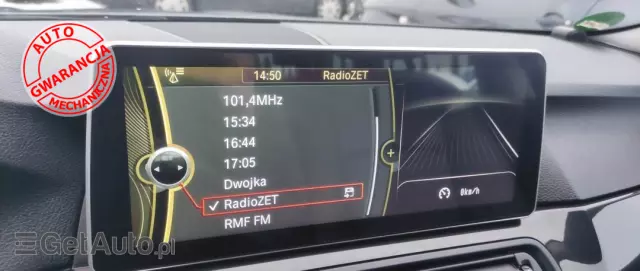 AUTO
GWARANCJA
MECHANICZNA
14:50 RadioZET
101,4MHz
15:34
16:44
17:05
Dwojka
RadioZET
RMF FM
0km/h
GetAuto.pl